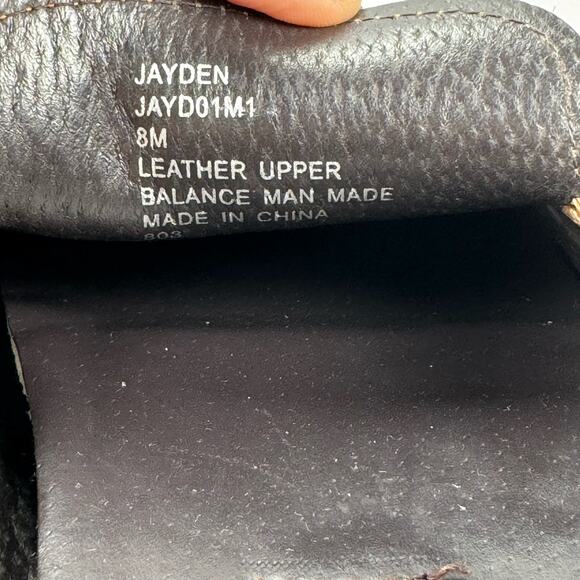 JAYDEN
JAYD01M1
8M
LEATHER UPPER
BALANCE MAN MADE
MADE IN CHINA